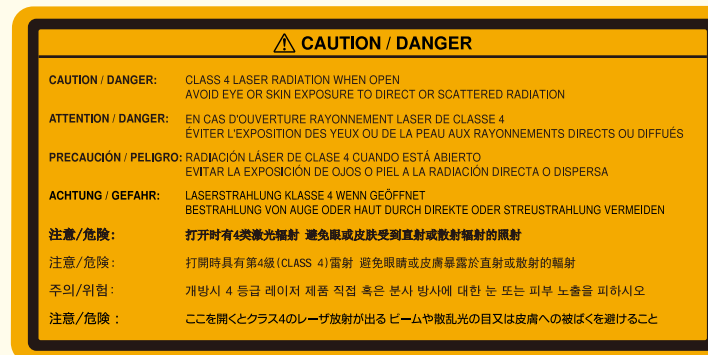 ⚠ CAUTION / DANGER
CAUTION / DANGER: CLASS 4 LASER RADIATION WHEN OPEN
AVOID EYE OR SKIN EXPOSURE TO DIRECT OR SCATTERED RADIATION
ATTENTION / DANGER: EN CAS D'OUVERTURE RAYONNEMENT LASER DE CLASSE 4
ÉVITER L'EXPOSITION DES YEUX OU DE LA PEAU AUX RAYONNEMENTS DIRECTS OU DIFFUÉS
PRECAUCIÓN / PELIGRO: RADIACIÓN LÁSER DE CLASE 4 CUANDO ESTÁ ABIERTO
EVITAR LA EXPOSICIÓN DE OJOS O PIEL A LA RADIACIÓN DIRECTA O DISPERSA
ACHTUNG / GEFAHR: LASERSTRAHLUNG KLASSE 4 WENN GEÖFFNET
BESTRAHLUNG VON AUGE ODER HAUT DURCH DIREKTE ODER STREUSTRAHLUNG VERMEIDEN
注意/危险: 打开时有4类激光辐射 避免眼或皮肤受到直射或散射辐射的照射
注意/危険: 打開時具有第4級(CLASS 4)雷射 避免眼睛或皮膚暴露於直射或散射的輻射
주의/위험: 개방시 4 등급 레이저 제품 직접 혹은 분사 방사에 대한 눈 또는 피부 노출을 피하시오
注意/危険 : ここを開くとクラス4のレーザ放射が出る ビームや散乱光の目又は皮膚への被ばくを避けること